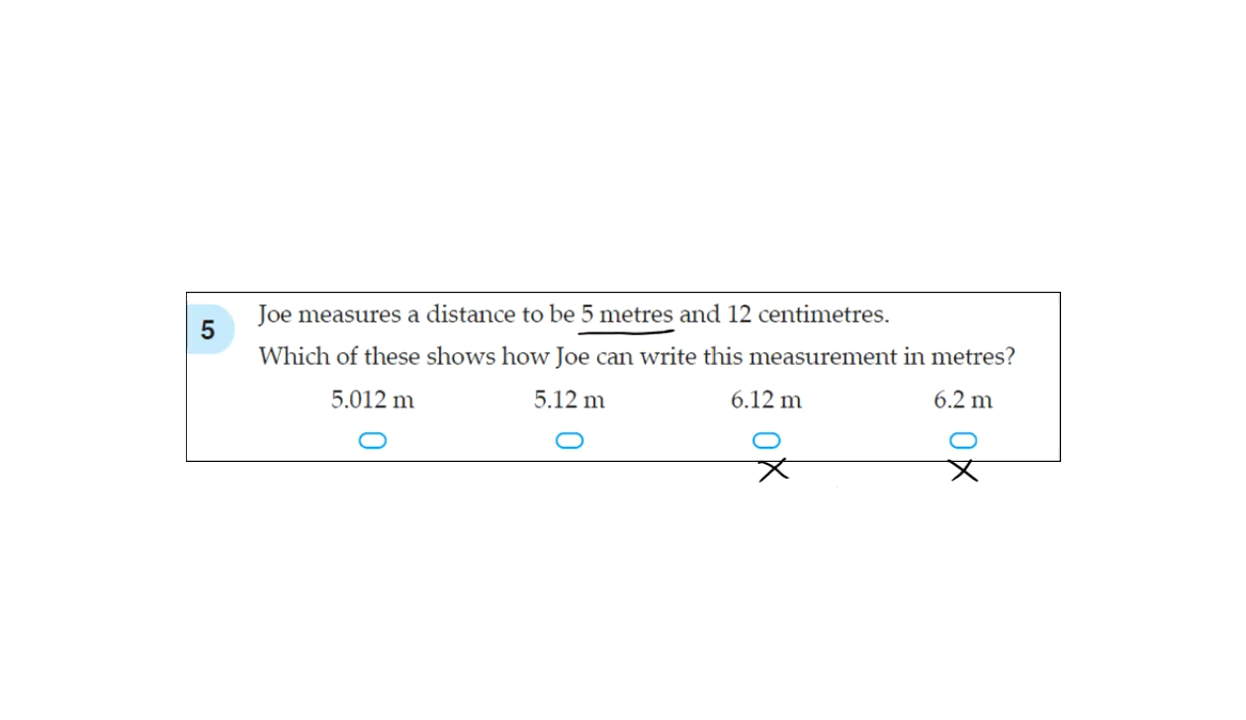 5
Joe measures a distance to be 5 metres and 12 centimetres.
Which of these shows how Joe can write this measurement in metres?
5.012 m 5.12 m 6.12 m 6.2 m
X X